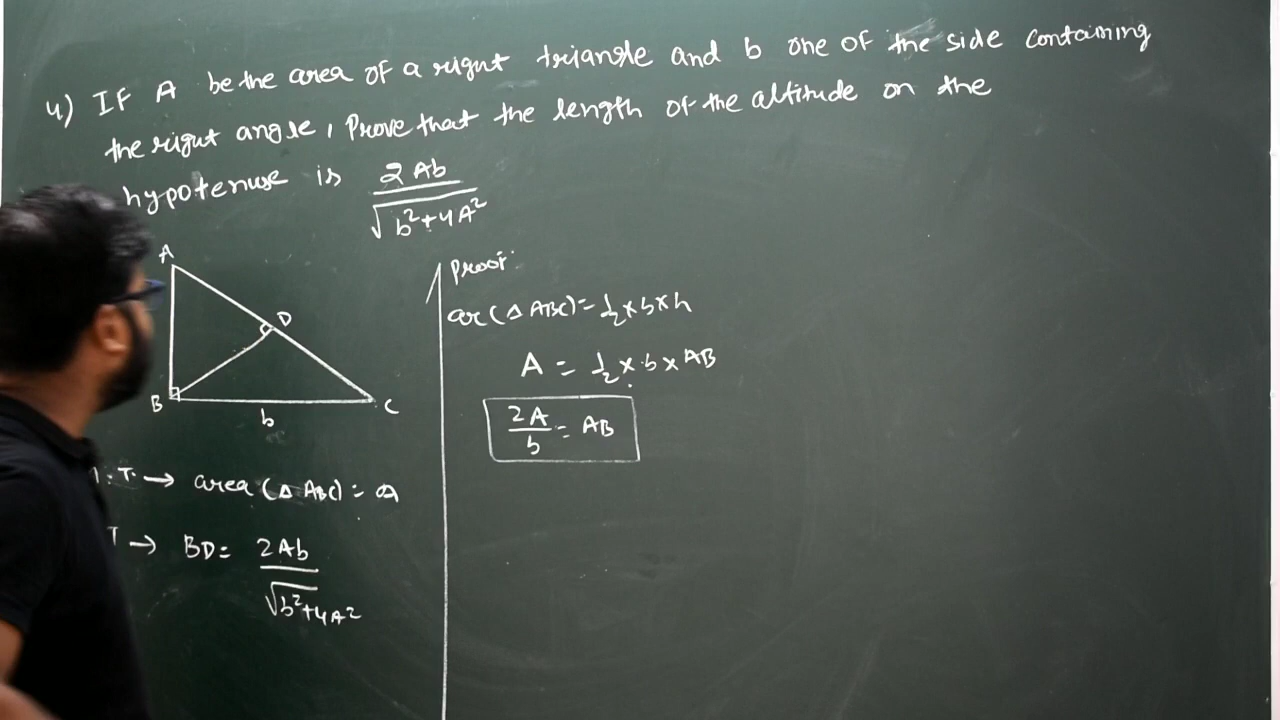 4) IF A be the area of a right triangle and b one of the side containing
the right angle, Prove that the length of the altitude on the
hypotenuse is 2Ab / √b²+4A²
A
D
B
C
b
T. → area (△ ABC) = a
T → BD = 2Ab / √b²+4A²
Proof:
ar(△ ABC) = 1/2 × b × h
A = 1/2 × b × AB
2A/b = AB